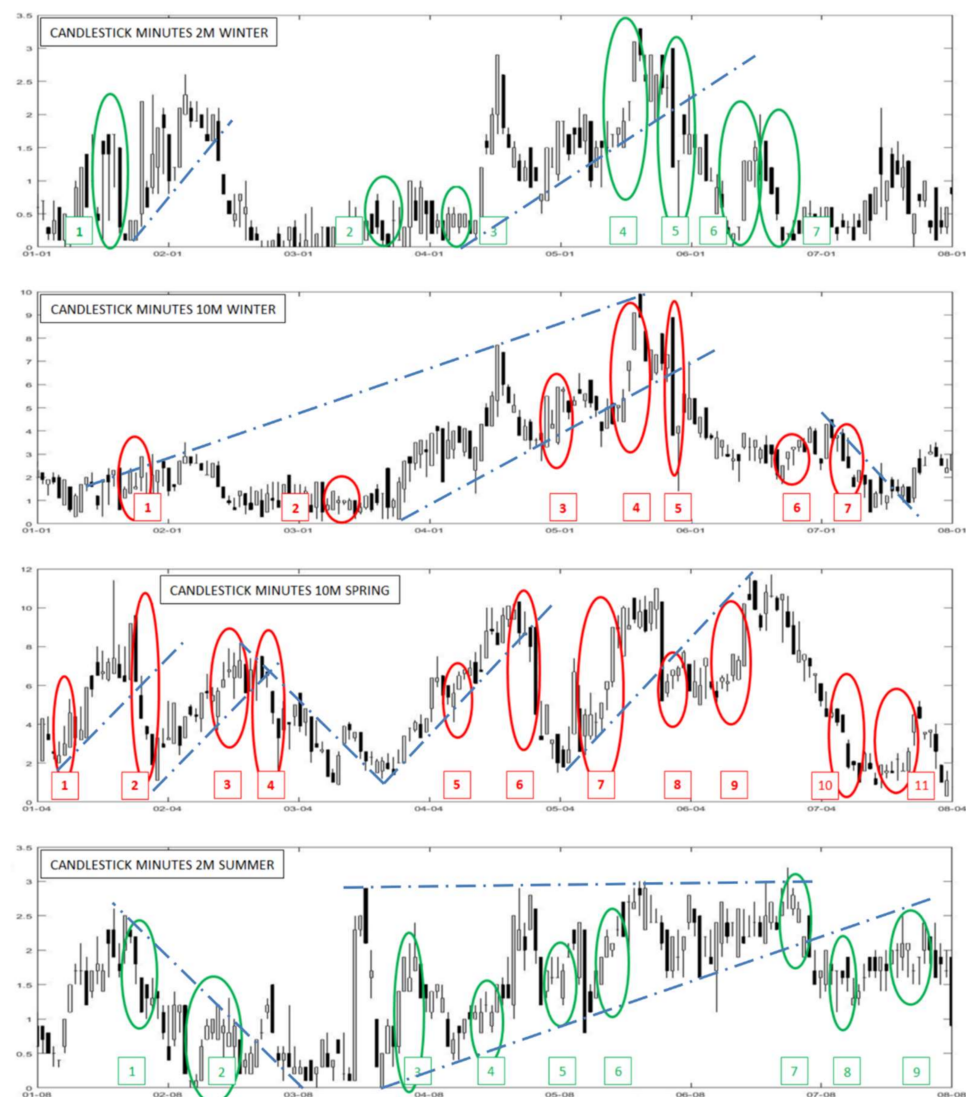 CANDLESTICK MINUTES 2M WINTER
3.5
3
2.5
2
1.5
1
0.5
0
1 2 3 4 5 6 7
01-01 02-01 03-01 04-01 05-01 06-01 07-01 08-01
CANDLESTICK MINUTES 10M WINTER
10
9
8
7
6
5
4
3
2
1
0
1 2 3 4 5 6 7
01-01 02-01 03-01 04-01 05-01 06-01 07-01 08-01
CANDLESTICK MINUTES 10M SPRING
12
10
8
6
4
2
0
1 2 3 4 5 6 7 8 9 10 11
01-04 02-04 03-04 04-04 05-04 06-04 07-04 08-04
CANDLESTICK MINUTES 2M SUMMER
3.5
3
2.5
2
1.5
1
0.5
0
1 2 3 4 5 6 7 8 9
01-08 02-08 03-08 04-08 05-08 06-08 07-08 08-08